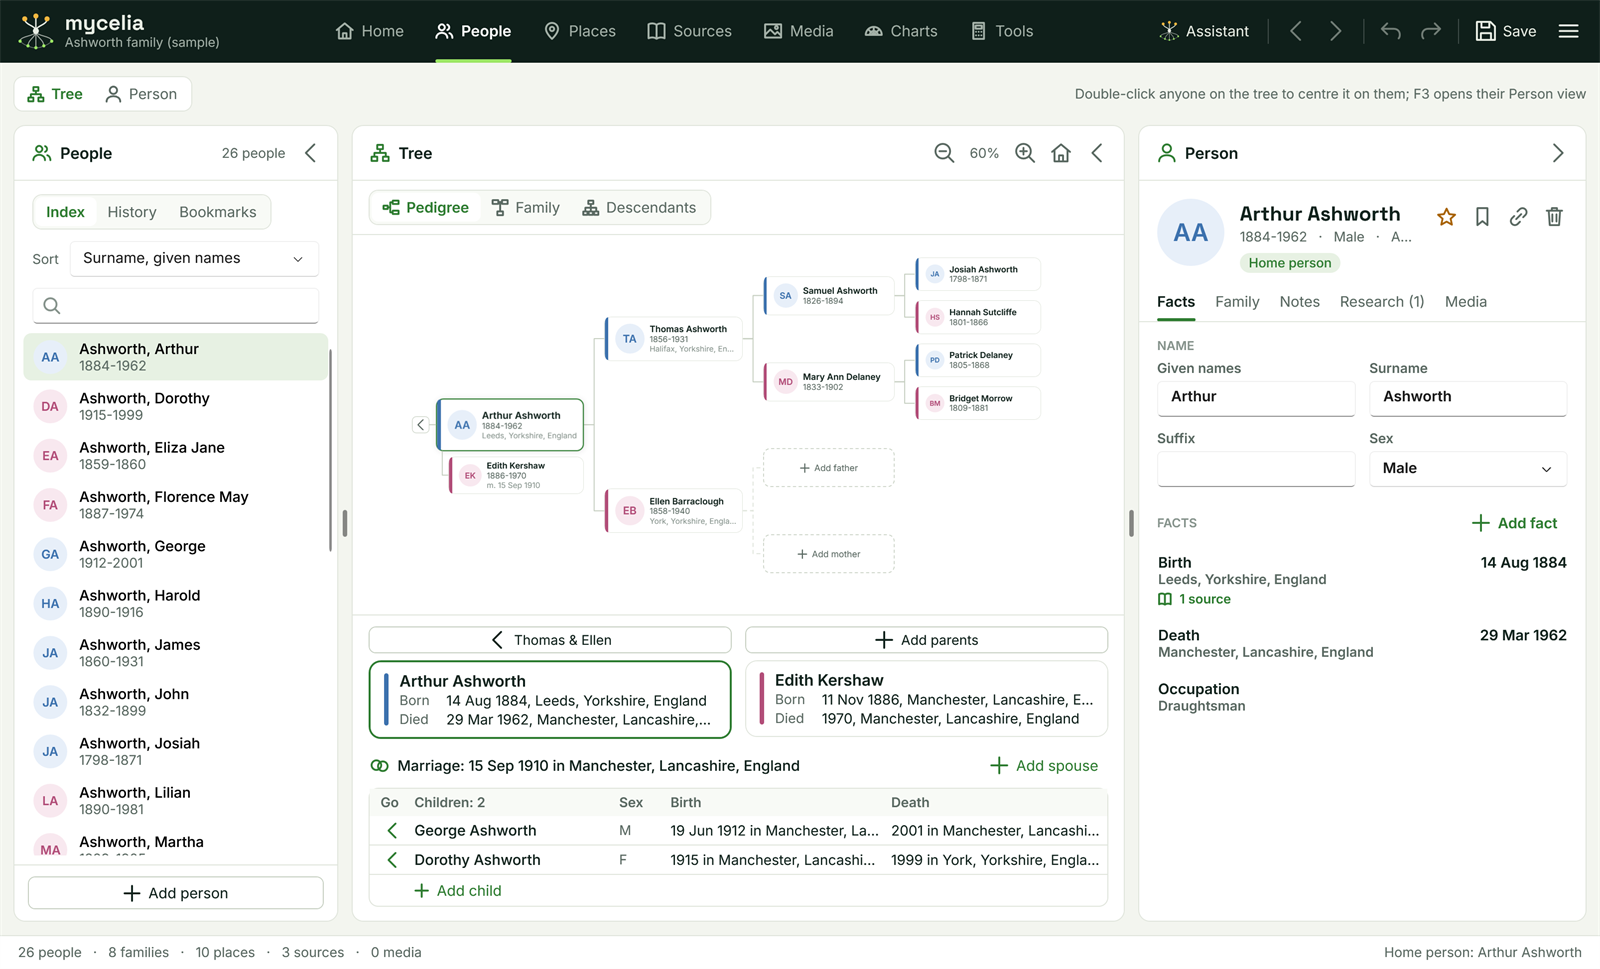 mycelia
Ashworth family (sample)
Home
People
Places
Sources
Media
Charts
Tools
Assistant
Save
Tree
Person
Double-click anyone on the tree to centre it on them; F3 opens their Person view
People
26 people
Index
History
Bookmarks
Sort
Surname, given names
AA
Ashworth, Arthur
1884-1962
DA
Ashworth, Dorothy
1915-1999
EA
Ashworth, Eliza Jane
1859-1860
FA
Ashworth, Florence May
1887-1974
GA
Ashworth, George
1912-2001
HA
Ashworth, Harold
1890-1916
JA
Ashworth, James
1860-1931
JA
Ashworth, John
1832-1899
JA
Ashworth, Josiah
1798-1871
LA
Ashworth, Lilian
1890-1981
MA
Ashworth, Martha
Add person
Tree
60%
Pedigree
Family
Descendants
AA
Arthur Ashworth
1884-1962
Leeds, Yorkshire, England
EK
Edith Kershaw
1886-1970
m. 15 Sep 1910
TA
Thomas Ashworth
1856-1931
Halifax, Yorkshire, En...
EB
Ellen Barraclough
1858-1940
York, Yorkshire, Engla...
SA
Samuel Ashworth
1826-1894
MD
Mary Ann Delaney
1833-1902
Add father
Add mother
JA
Josiah Ashworth
1798-1871
HS
Hannah Sutcliffe
1801-1866
PD
Patrick Delaney
1805-1868
BM
Bridget Morrow
1809-1881
Thomas & Ellen
Add parents
Arthur Ashworth
Born 14 Aug 1884, Leeds, Yorkshire, England
Died 29 Mar 1962, Manchester, Lancashire,...
Edith Kershaw
Born 11 Nov 1886, Manchester, Lancashire, E...
Died 1970, Manchester, Lancashire, England
Marriage: 15 Sep 1910 in Manchester, Lancashire, England
Add spouse
Go Children: 2 Sex Birth Death
George Ashworth M 19 Jun 1912 in Manchester, La... 2001 in Manchester, Lancashi...
Dorothy Ashworth F 1915 in Manchester, Lancashi... 1999 in York, Yorkshire, Engla...
Add child
Person
AA
Arthur Ashworth
1884-1962 · Male · A...
Home person
Facts
Family
Notes
Research (1)
Media
NAME
Given names
Surname
Arthur
Ashworth
Suffix
Sex
Male
FACTS
Add fact
Birth 14 Aug 1884
Leeds, Yorkshire, England
1 source
Death 29 Mar 1962
Manchester, Lancashire, England
Occupation
Draughtsman
26 people · 8 families · 10 places · 3 sources · 0 media
Home person: Arthur Ashworth